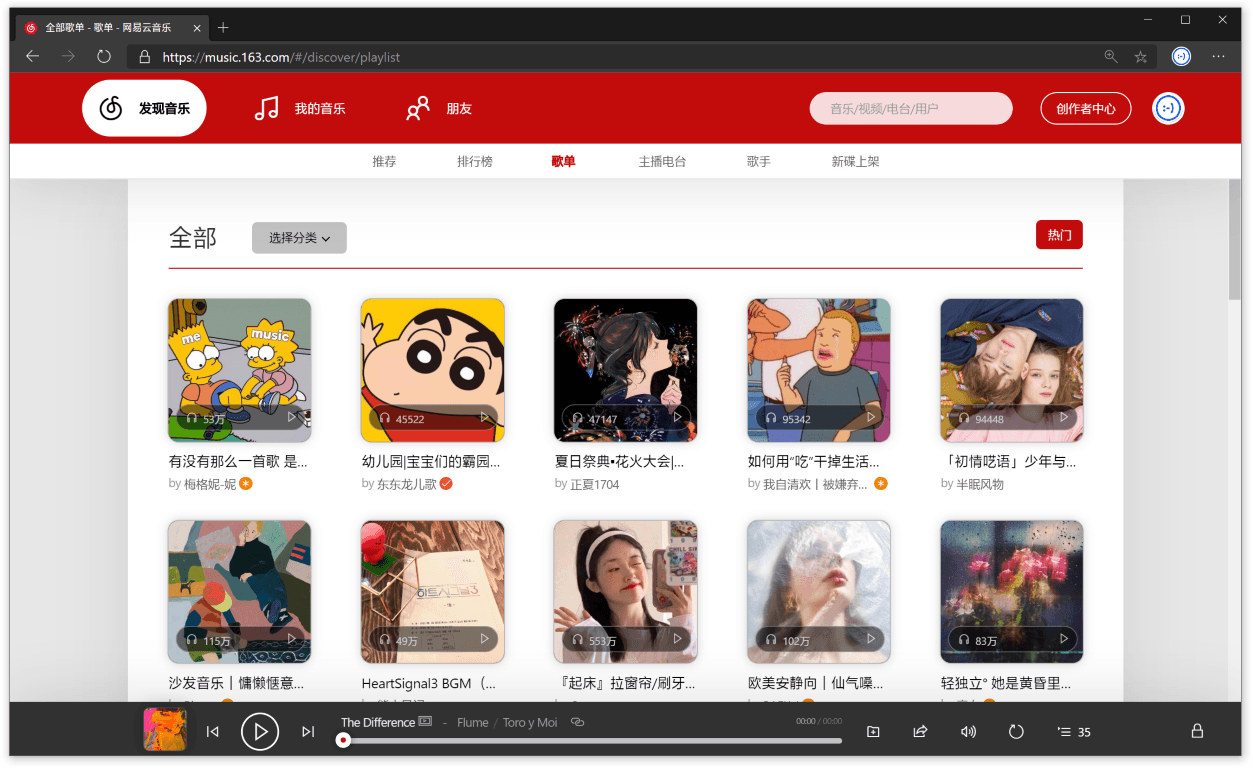 全部歌单 - 歌单 - 网易云音乐
https://music.163.com/#/discover/playlist
发现音乐 我的音乐 朋友 音乐/视频/电台/用户 创作者中心 :-)
推荐 排行榜 歌单 主播电台 歌手 新碟上架
全部 选择分类 热门
me music
53万 45522 47147 95342 94448
有没有那么一首歌 是... 幼儿园|宝宝们的霸园... 夏日祭典▪花火大会|... 如何用“吃”干掉生活... 「初情呓语」少年与...
by 梅格妮-妮 by 东东龙儿歌 by 正夏1704 by 我自清欢丨被嫌弃... by 半眠风物
하트시그널3
115万 49万 553万 102万 83万
沙发音乐丨慵懒惬意... HeartSignal3 BGM（... 『起床』拉窗帘/刷牙... 欧美安静向丨仙气嗓... 轻独立° 她是黄昏里...
The Difference - Flume / Toro y Moi 00:00 / 00:00
35